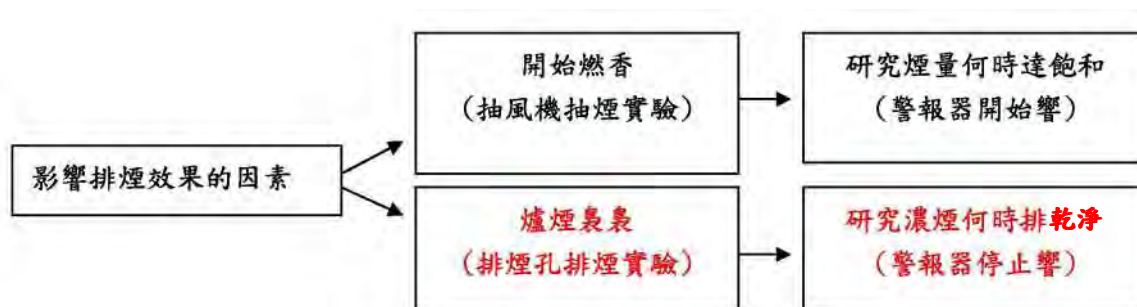 影響排煙效果的因素
開始燃香
（抽風機抽煙實驗）
研究煙量何時達飽和
（警報器開始響）
爐煙裊裊
（排煙孔排煙實驗）
研究濃煙何時排乾淨
（警報器停止響）